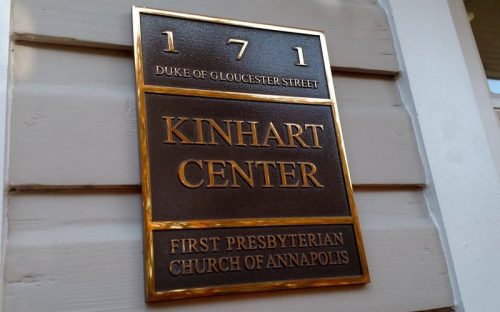 1 7 1
DUKE OF GLOUCESTER STREET
KINHART
CENTER
FIRST PRESBYTERIAN
CHURCH OF ANNAPOLIS